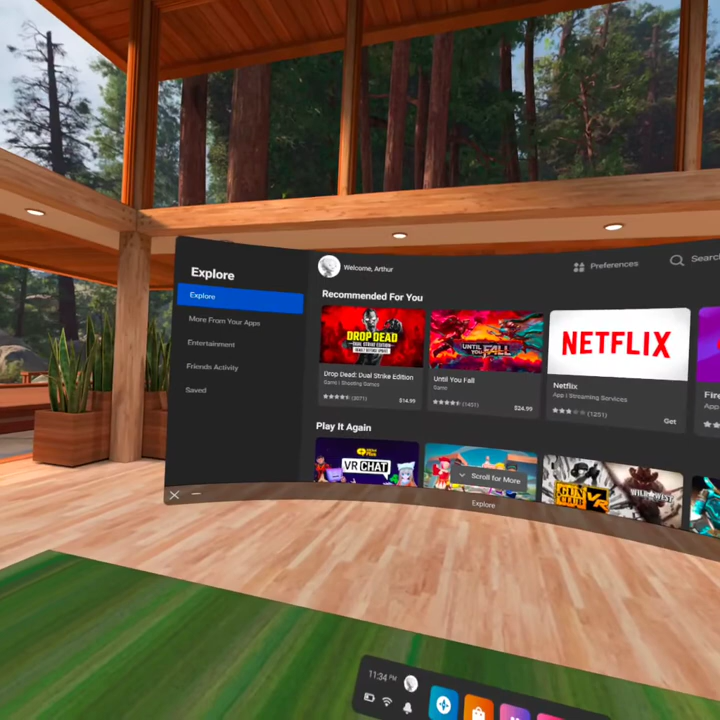 Explore
Welcome, Arthur
Preferences
Search
Explore
More From Your Apps
Entertainment
Friends Activity
Saved
Recommended For You
DROP DEAD
DUAL STRIKE EDITION
UNTIL YOU FALL
NETFLIX
Drop Dead: Dual Strike Edition
Game I Shooting Games
(3071)
$14.99
Until You Fall
Game
(1451)
$24.99
Netflix
App I Streaming Services
(1251)
Get
Fire
Play It Again
VRCHAT
Scroll for More
GUN CLUB VR
WILD WEST
Explore
11:34 PM